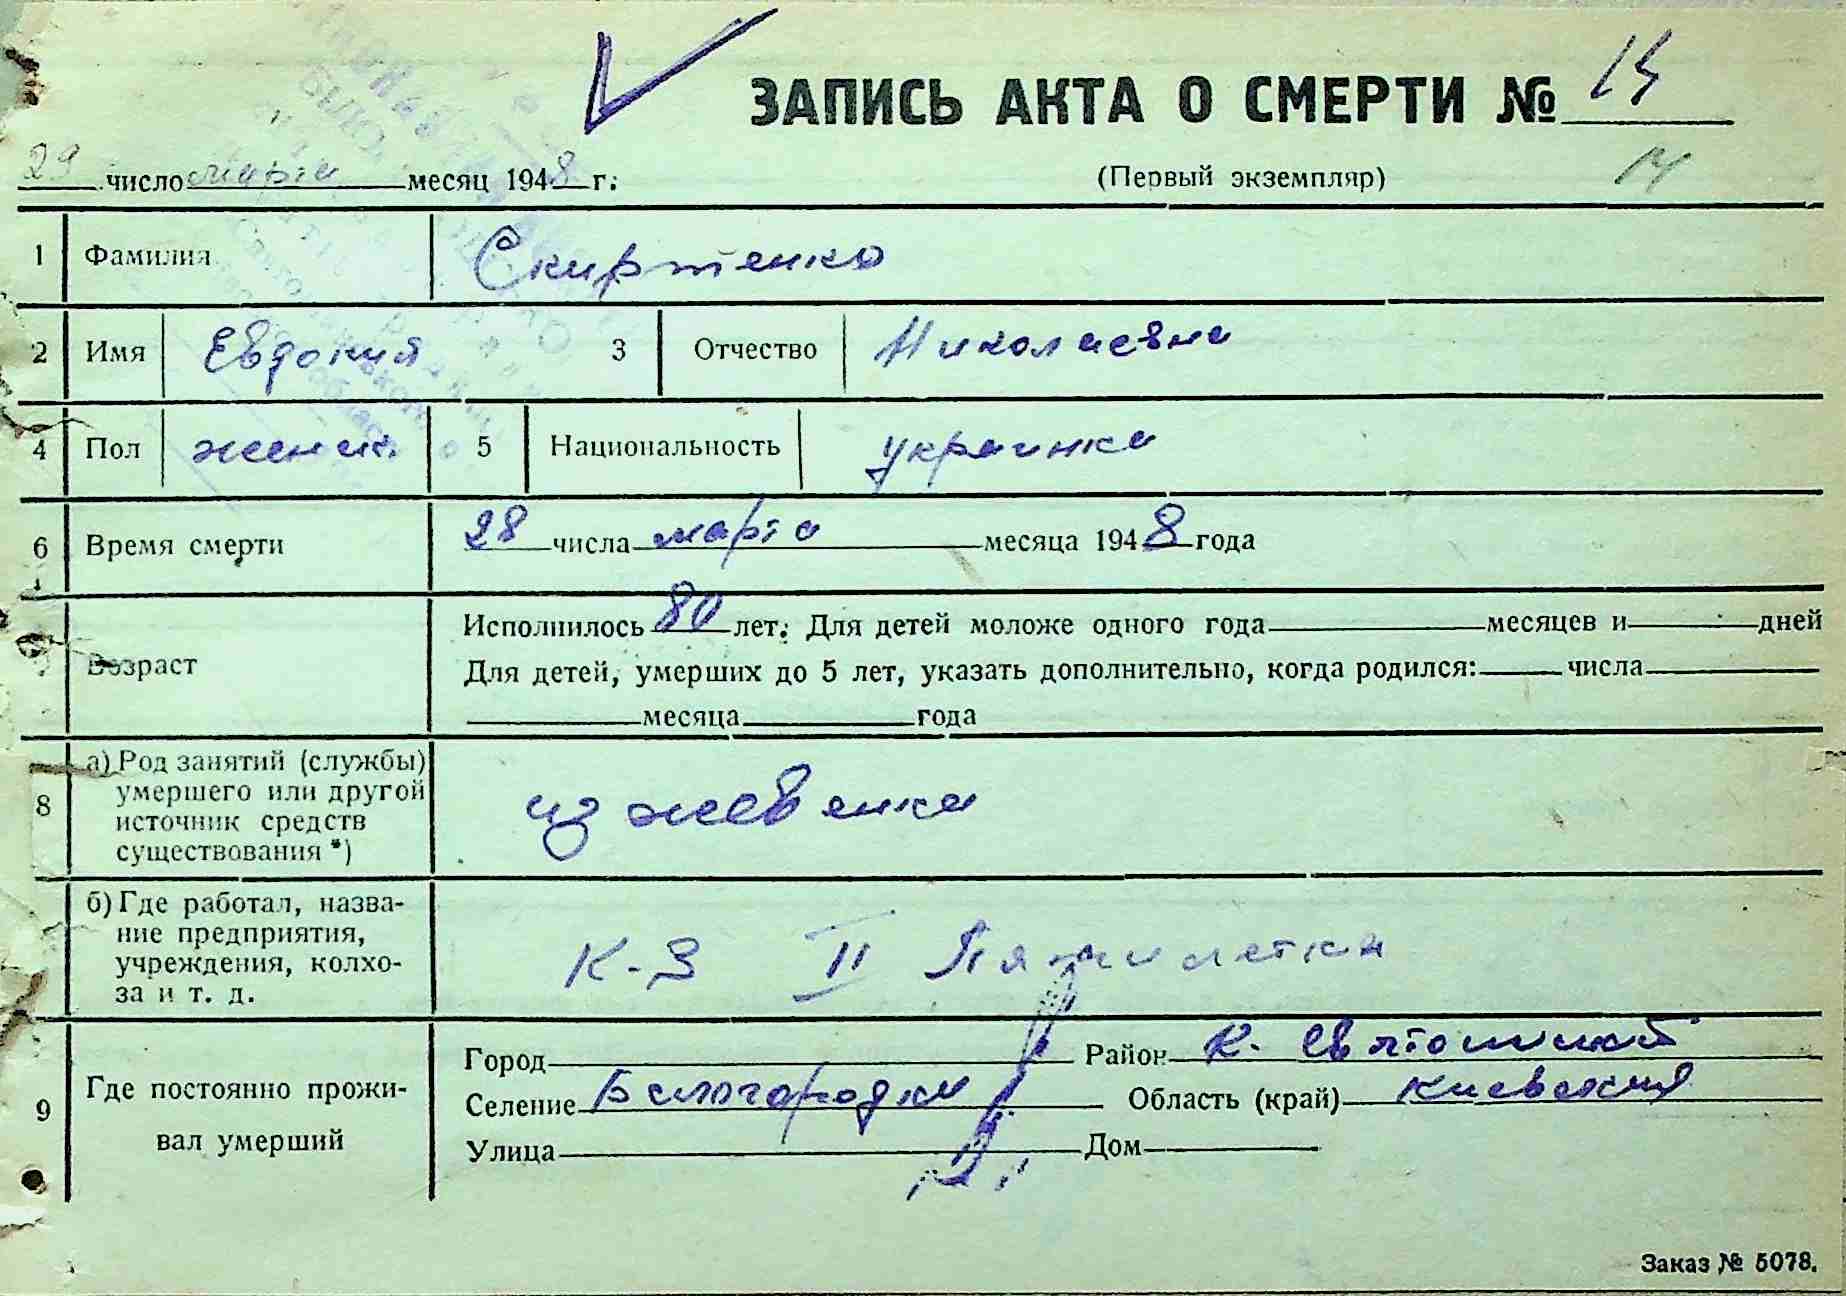 ЗАПИСЬ АКТА О СМЕРТИ №
29 число марта месяц 1948 г.
(Первый экземпляр)
14
1 Фамилия Скиртенко
2 Имя Евдокия 3 Отчество Николаевна
4 Пол женск. 5 Национальность украинка
6 Время смерти 28 числа марта месяца 1948 года
Возраст Исполнилось 80 лет. Для детей моложе одного года месяцев и дней
Для детей, умерших до 5 лет, указать дополнительно, когда родился: числа
месяца года
8 а) Род занятий (службы)
умершего или другой
источник средств
существования *)
иждевенка
б) Где работал, назва-
ние предприятия,
учреждения, колхо-
за и т. д.
К-з II Пятилетка
9 Где постоянно прожи-
вал умерший
Город Район К. Святошинский
Селение Белогородка Область (край) Киевская
Улица Дом
Заказ № 5078.